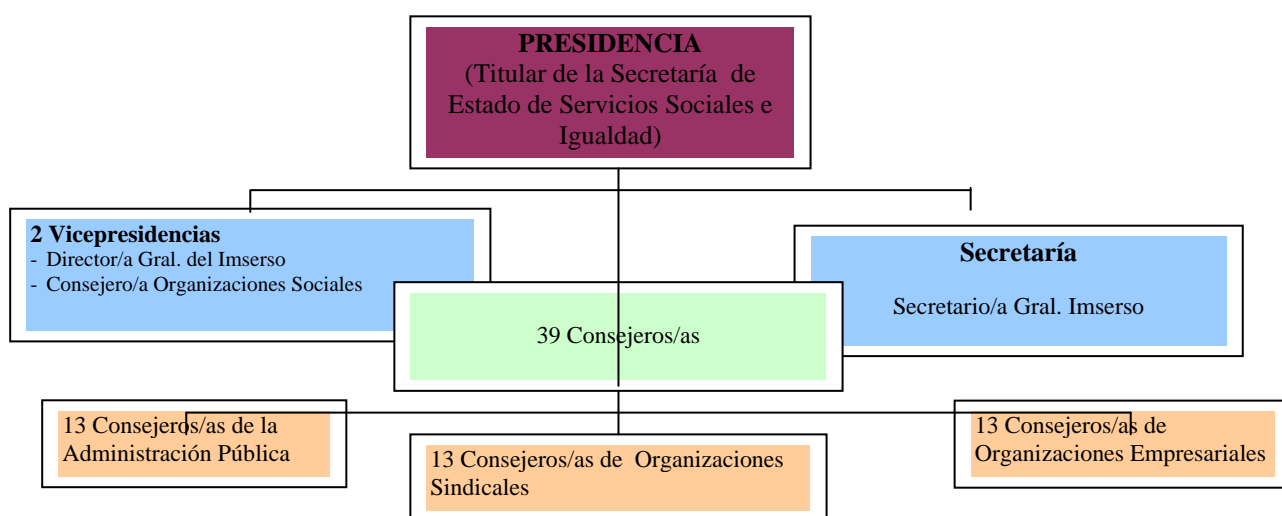 PRESIDENCIA
(Titular de la Secretaría de
Estado de Servicios Sociales e
Igualdad)
2 Vicepresidencias
- Director/a Gral. del Imserso
- Consejero/a Organizaciones Sociales
Secretaría
Secretario/a Gral. Imserso
39 Consejeros/as
13 Consejeros/as de la
Administración Pública
13 Consejeros/as de Organizaciones
Sindicales
13 Consejeros/as de
Organizaciones Empresariales